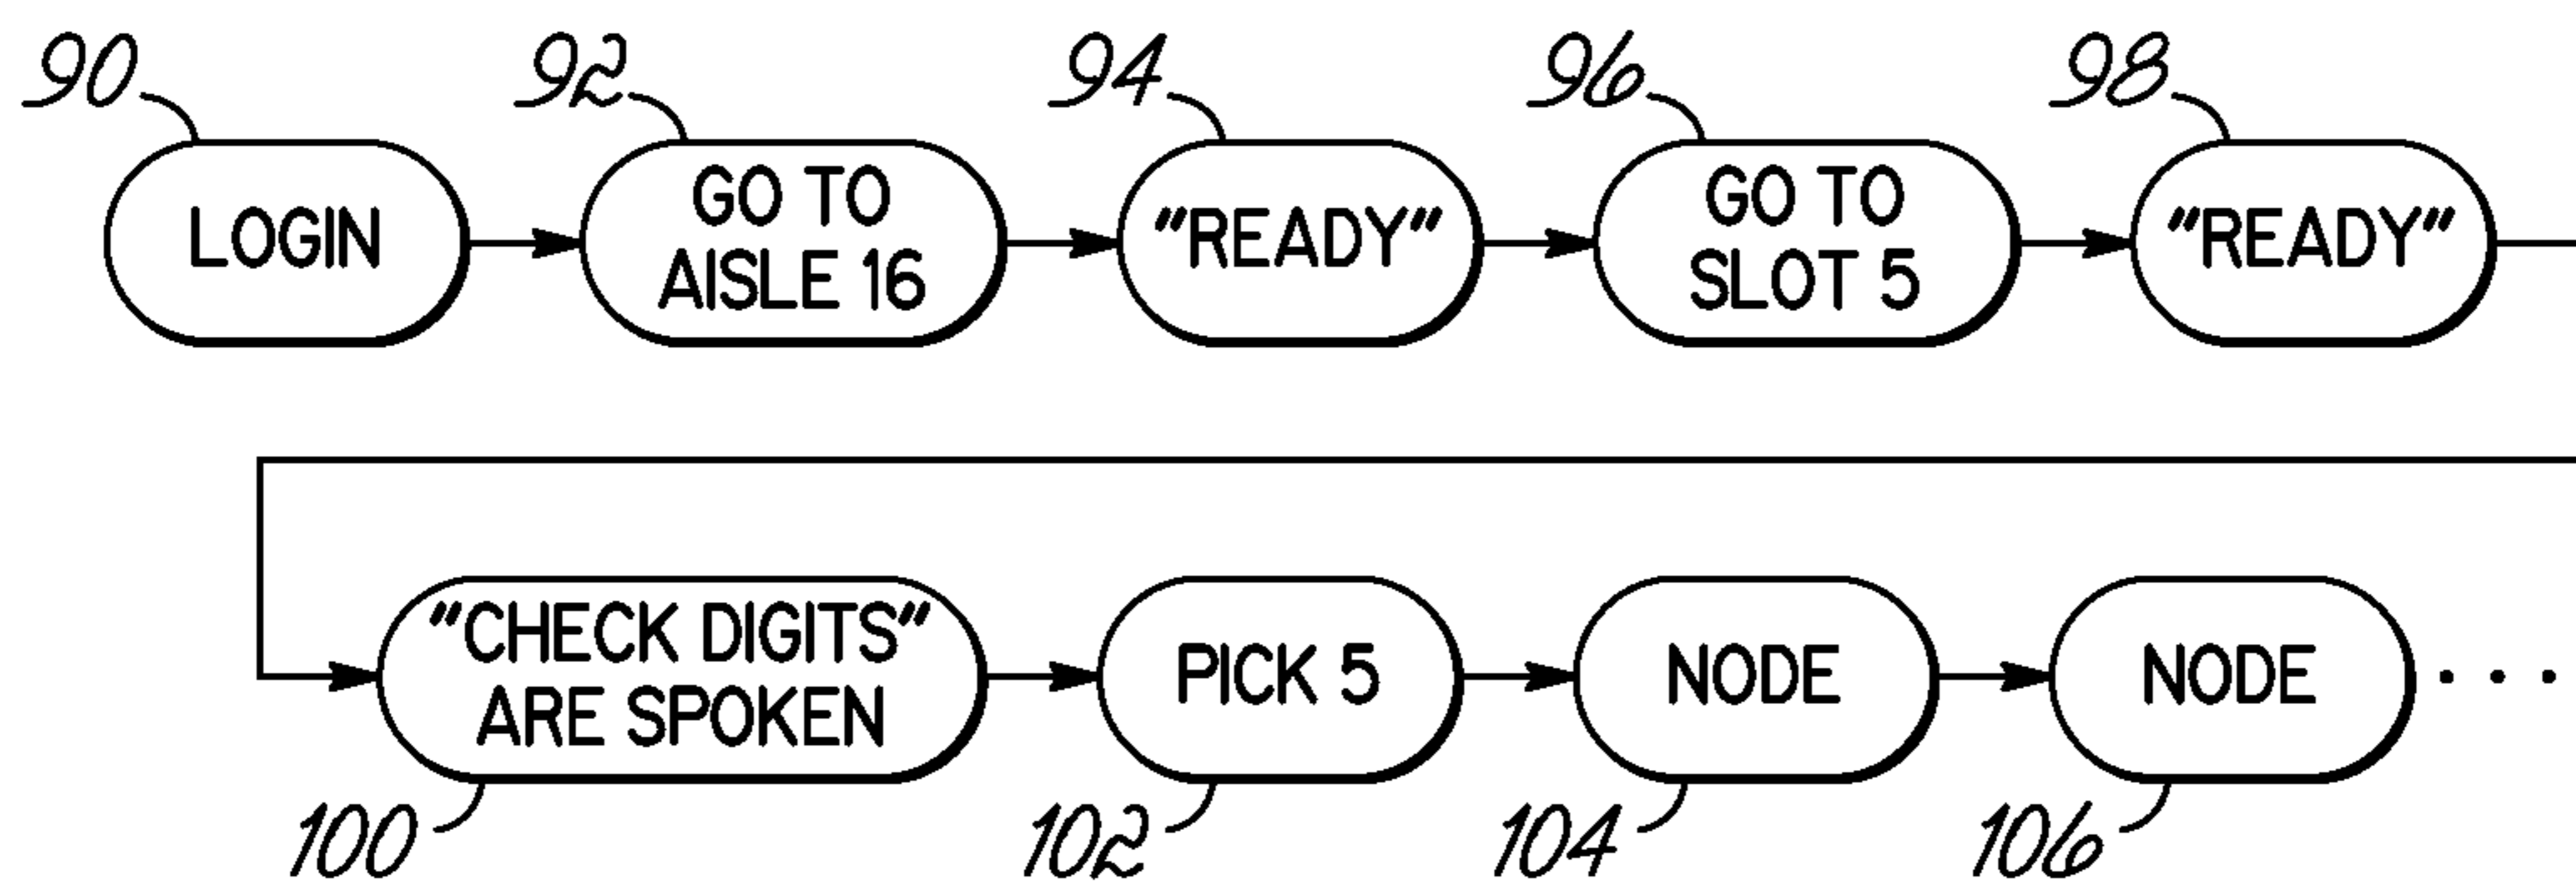 90 92 94 96 98
LOGIN
GO TO
AISLE 16
"READY"
GO TO
SLOT 5
"READY"
"CHECK DIGITS"
ARE SPOKEN
PICK 5
NODE
NODE
. . .
100 102 104 106